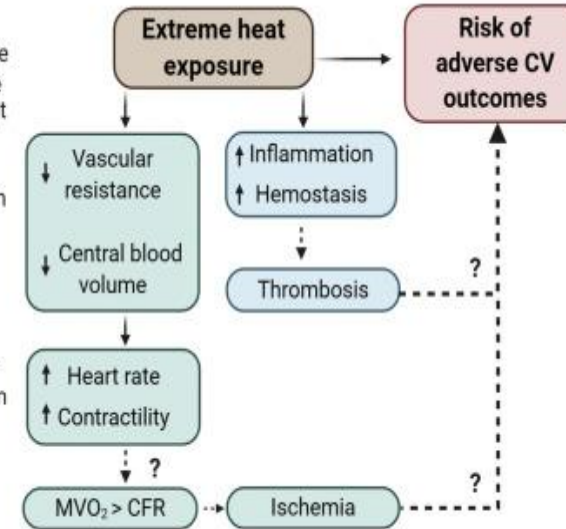 Extreme heat
exposure
Risk of
adverse CV
outcomes
↓ Vascular
resistance
↓ Central blood
volume
↑ Inflammation
↑ Hemostasis
Thrombosis
?
↑ Heart rate
↑ Contractility
?
MVO₂ > CFR
Ischemia
?